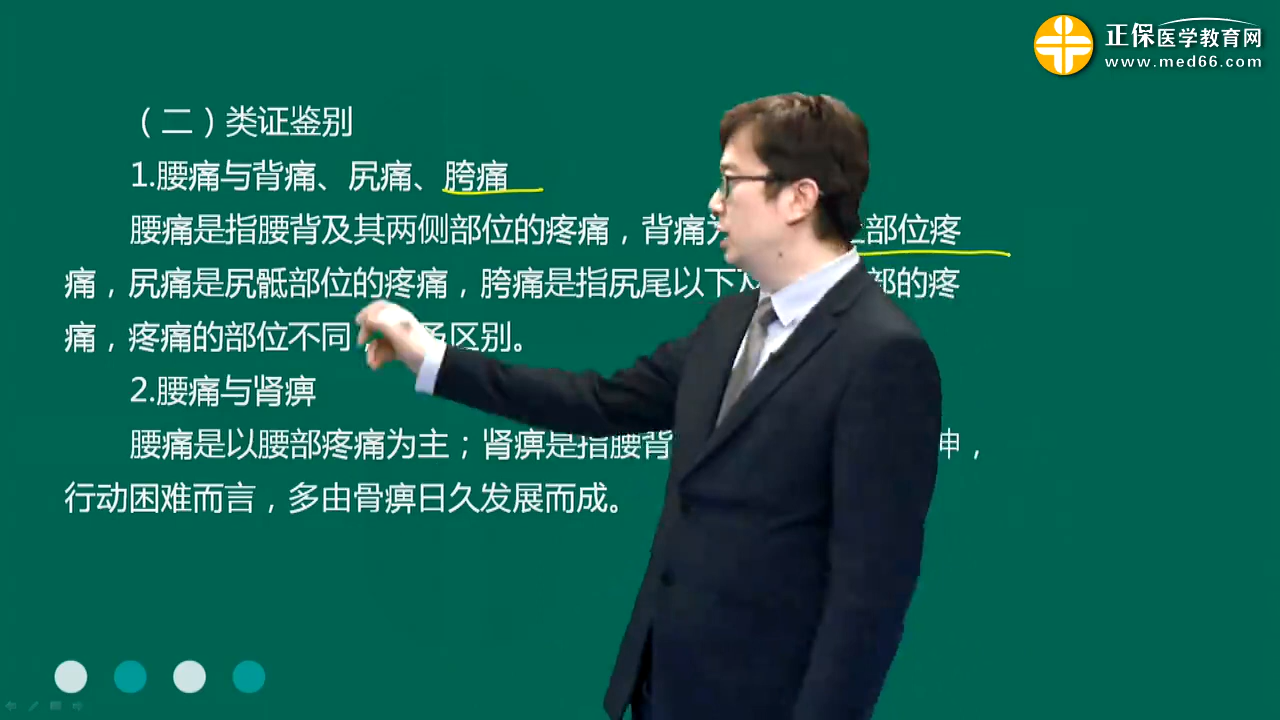 正保医学教育网
www.med66.com
（二）类证鉴别
1.腰痛与背痛、尻痛、胯痛
腰痛是指腰背及其两侧部位的疼痛，背痛为 部位疼
痛，尻痛是尻骶部位的疼痛，胯痛是指尻尾以下 部的疼
痛，疼痛的部位不同， 区别。
2.腰痛与肾痹
腰痛是以腰部疼痛为主；肾痹是指腰背 伸，
行动困难而言，多由骨痹日久发展而成。